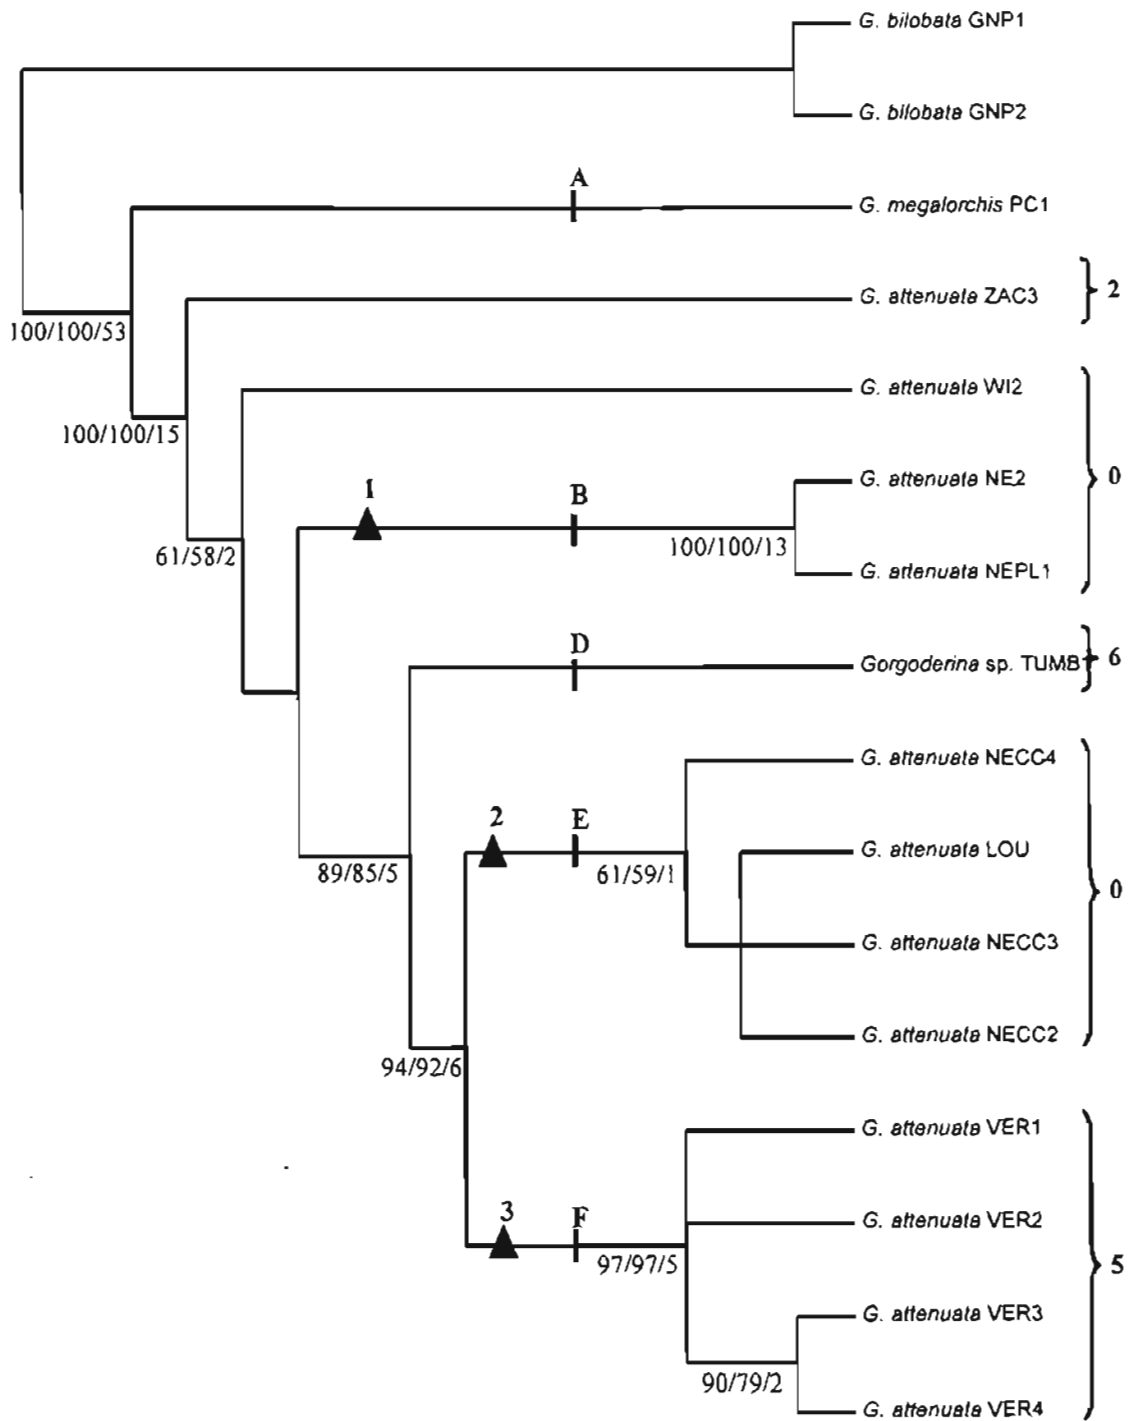 G. bilobata GNP1
G. bilobata GNP2
A
G. megalorchis PC1
G. attenuata ZAC3
2
100/100/53
G. attenuata WI2
100/100/15
1
B
G. attenuata NE2
0
61/58/2
100/100/13
G. attenuata NEPL1
D
Gorgoderina sp. TUMB1
6
G. attenuata NECC4
2
E
G. attenuata LOU
89/85/5
61/59/1
0
G. attenuata NECC3
G. attenuata NECC2
94/92/6
G. attenuata VER1
3
F
G. attenuata VER2
97/97/5
5
G. attenuata VER3
90/79/2
G. attenuata VER4